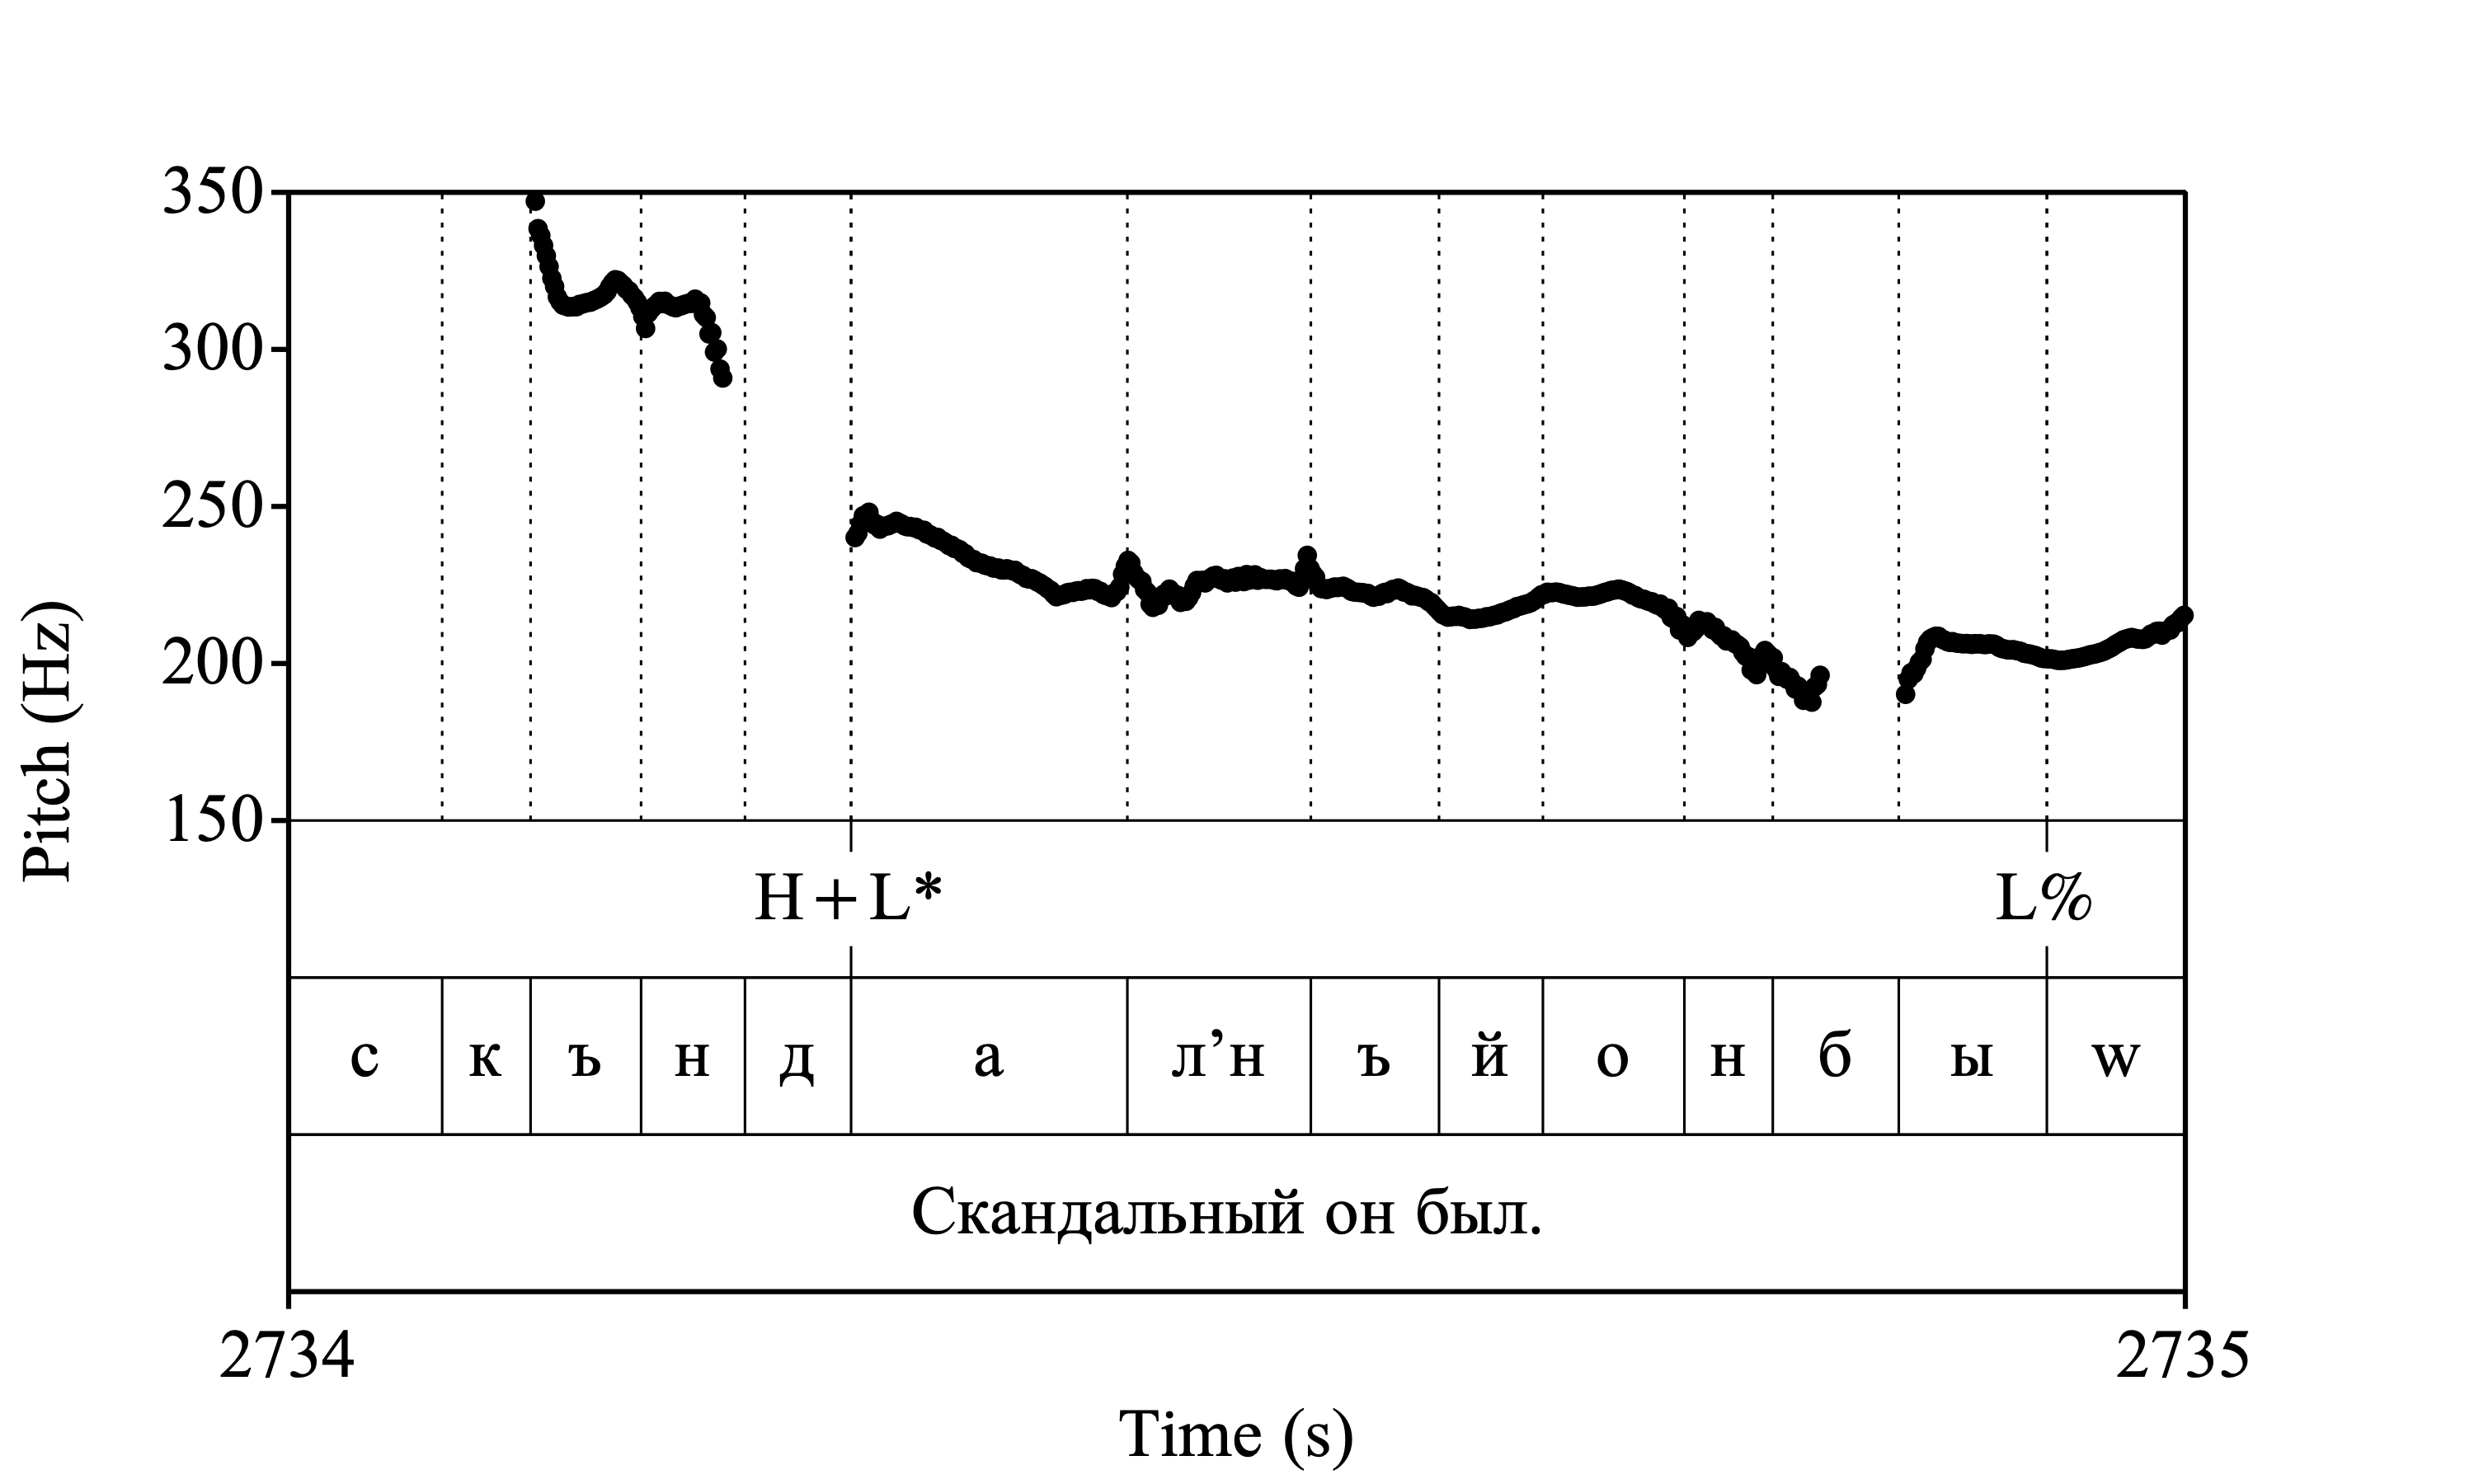 350
300
250
200
150
Pitch (Hz)
H+L* L%
с к ъ н д а л’н ъ й о н б ы w
Скандальный он был.
2734 2735
Time (s)